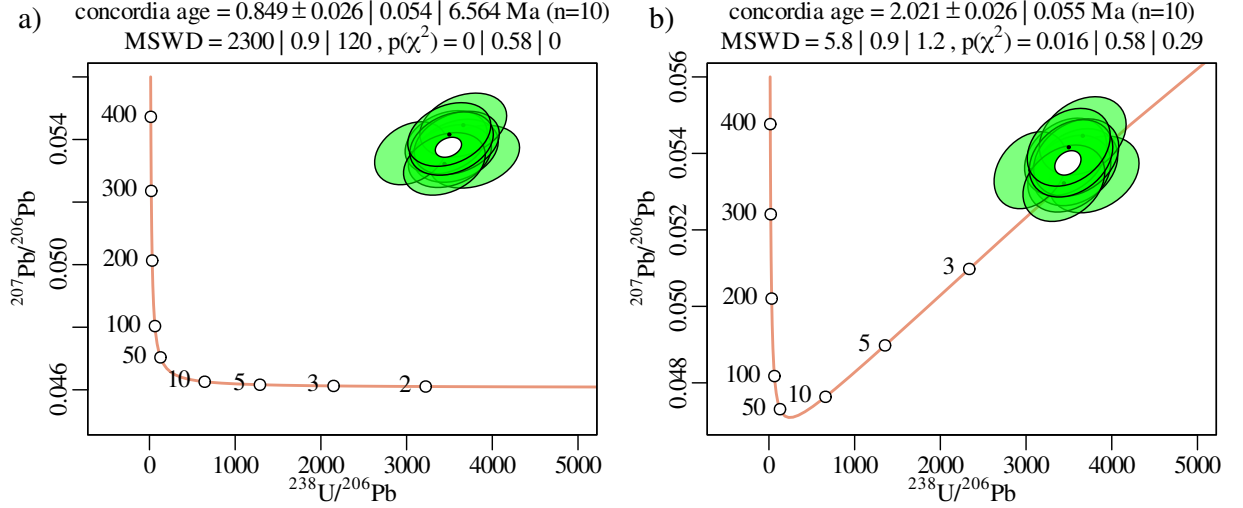 a)
concordia age = 0.849 ± 0.026 | 0.054 | 6.564 Ma (n=10)
MSWD = 2300 | 0.9 | 120 , p(χ²) = 0 | 0.58 | 0
400
300
200
100
50
10
5
3
2
0.054
0.050
0.046
²⁰⁷Pb/²⁰⁶Pb
0 1000 2000 3000 4000 5000
²³⁸U/²⁰⁶Pb
b)
concordia age = 2.021 ± 0.026 | 0.055 Ma (n=10)
MSWD = 5.8 | 0.9 | 1.2 , p(χ²) = 0.016 | 0.58 | 0.29
400
300
200
100
50
10
5
3
0.056
0.054
0.052
0.050
0.048
²⁰⁷Pb/²⁰⁶Pb
0 1000 2000 3000 4000 5000
²³⁸U/²⁰⁶Pb